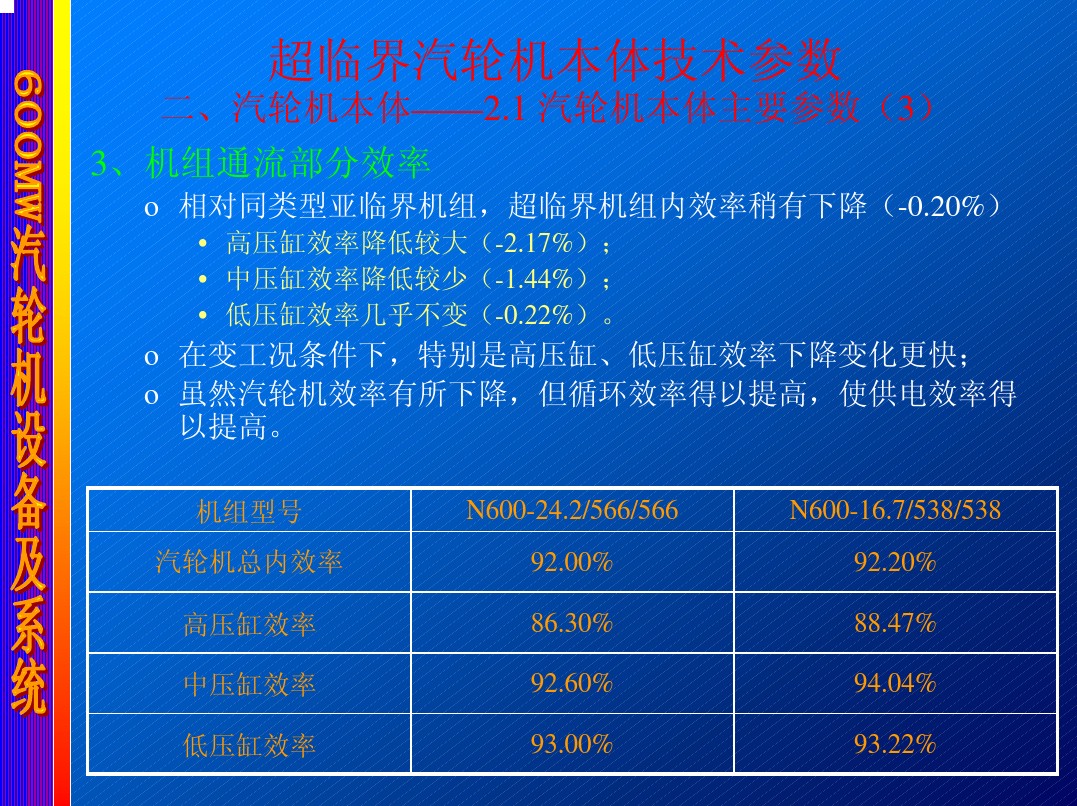 600MW汽轮机设备及系统
超临界汽轮机本体技术参数
二、汽轮机本体——2.1 汽轮机本体主要参数（3）
3、机组通流部分效率
o 相对同类型亚临界机组，超临界机组内效率稍有下降（-0.20%）
• 高压缸效率降低较大（-2.17%）；
• 中压缸效率降低较少（-1.44%）；
• 低压缸效率几乎不变（-0.22%）。
o 在变工况条件下，特别是高压缸、低压缸效率下降变化更快；
o 虽然汽轮机效率有所下降，但循环效率得以提高，使供电效率得
以提高。
机组型号 N600-24.2/566/566 N600-16.7/538/538
汽轮机总内效率 92.00% 92.20%
高压缸效率 86.30% 88.47%
中压缸效率 92.60% 94.04%
低压缸效率 93.00% 93.22%